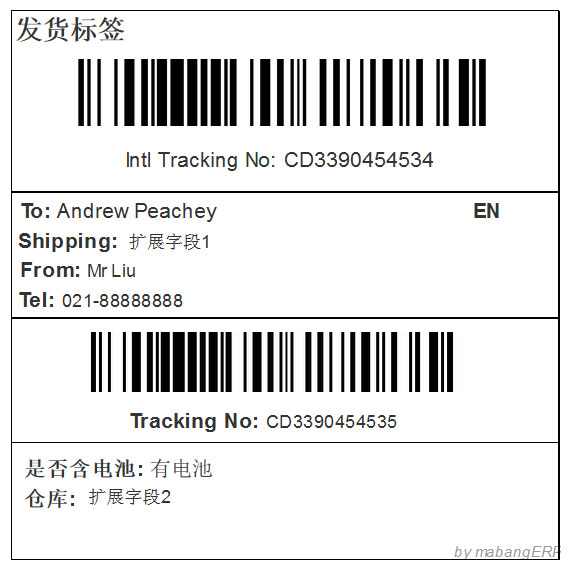 发货标签
Intl Tracking No: CD3390454534
To: Andrew Peachey EN
Shipping: 扩展字段1
From: Mr Liu
Tel: 021-88888888
Tracking No: CD3390454535
是否含电池: 有电池
仓库: 扩展字段2
by mabangERP